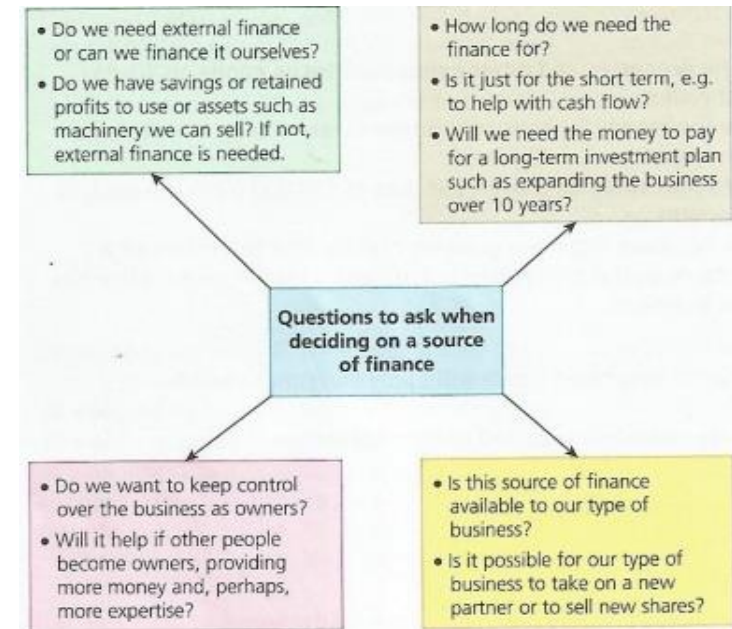 • Do we need external finance
or can we finance it ourselves?
• Do we have savings or retained
profits to use or assets such as
machinery we can sell? If not,
external finance is needed.
• How long do we need the
finance for?
• Is it just for the short term, e.g.
to help with cash flow?
• Will we need the money to pay
for a long-term investment plan
such as expanding the business
over 10 years?
Questions to ask when
deciding on a source
of finance
• Do we want to keep control
over the business as owners?
• Will it help if other people
become owners, providing
more money and, perhaps,
more expertise?
• Is this source of finance
available to our type of
business?
• Is it possible for our type of
business to take on a new
partner or to sell new shares?